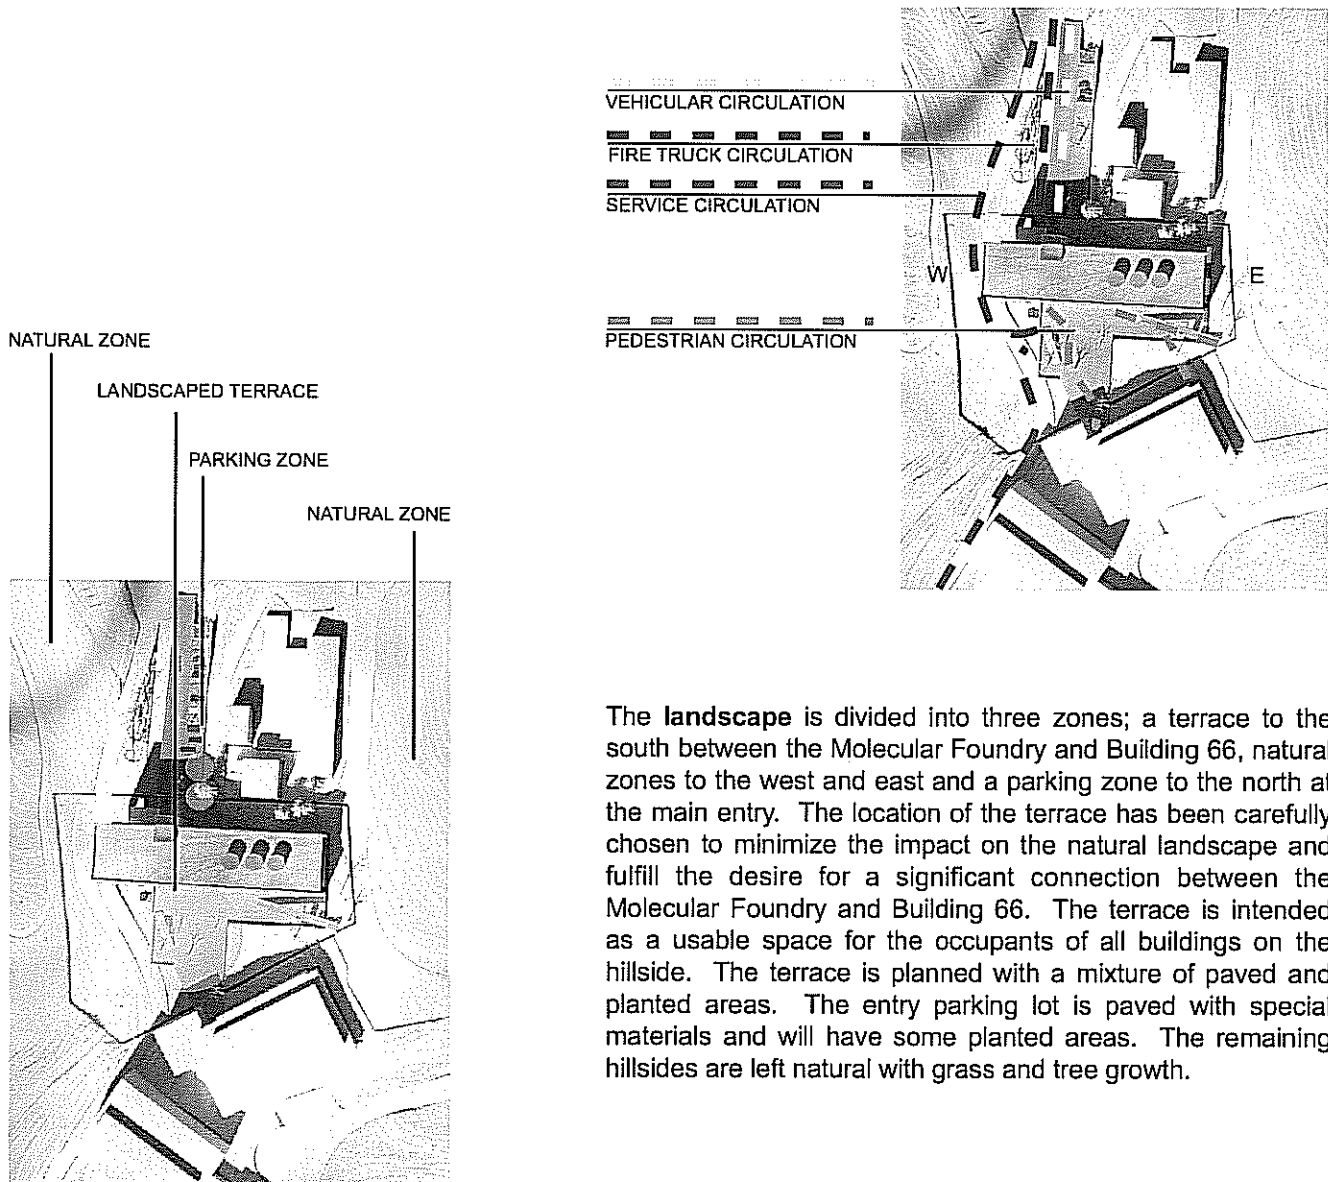 VEHICULAR CIRCULATION
FIRE TRUCK CIRCULATION
SERVICE CIRCULATION
W
E
PEDESTRIAN CIRCULATION
NATURAL ZONE
LANDSCAPED TERRACE
PARKING ZONE
NATURAL ZONE
The landscape is divided into three zones; a terrace to the
south between the Molecular Foundry and Building 66, natural
zones to the west and east and a parking zone to the north at
the main entry. The location of the terrace has been carefully
chosen to minimize the impact on the natural landscape and
fulfill the desire for a significant connection between the
Molecular Foundry and Building 66. The terrace is intended
as a usable space for the occupants of all buildings on the
hillside. The terrace is planned with a mixture of paved and
planted areas. The entry parking lot is paved with special
materials and will have some planted areas. The remaining
hillsides are left natural with grass and tree growth.